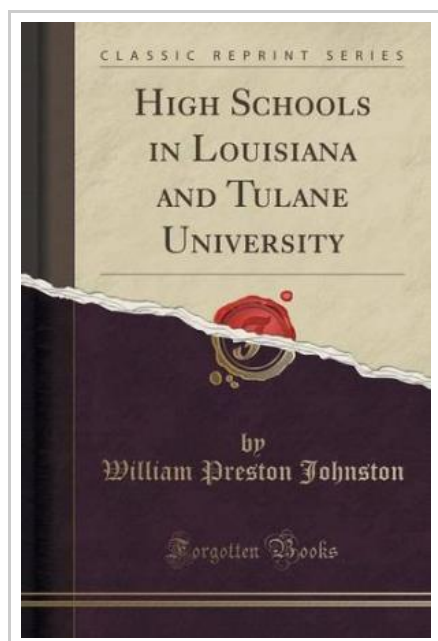 CLASSIC REPRINT SERIES
HIGH SCHOOLS
IN LOUISIANA
AND TULANE
UNIVERSITY
by
William Preston Johnston
Forgotten Books